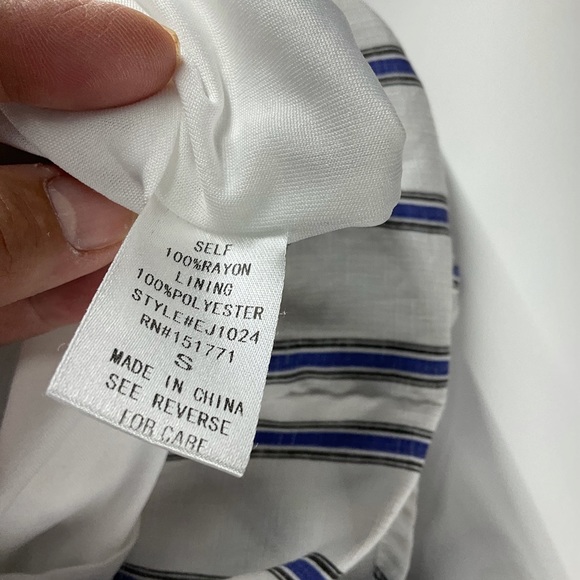 SELF
100%RAYON
LINING
100%POLYESTER
STYLE#EJ1024
RN#151771
S
MADE IN CHINA
SEE REVERSE
FOR CARE